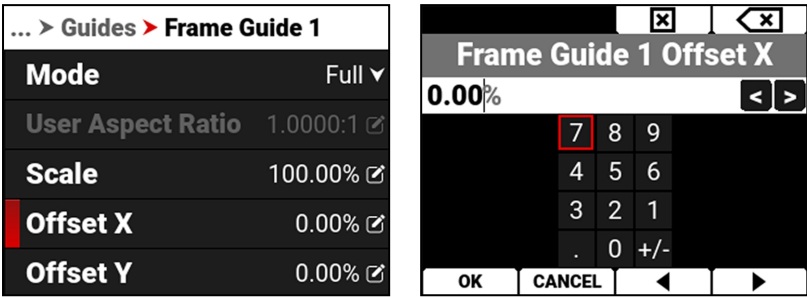 ... > Guides > Frame Guide 1
Mode Full
User Aspect Ratio 1.0000:1
Scale 100.00%
Offset X 0.00%
Offset Y 0.00%
Frame Guide 1 Offset X
0.00%
< >
7 8 9
4 5 6
3 2 1
. 0 +/-
OK CANCEL